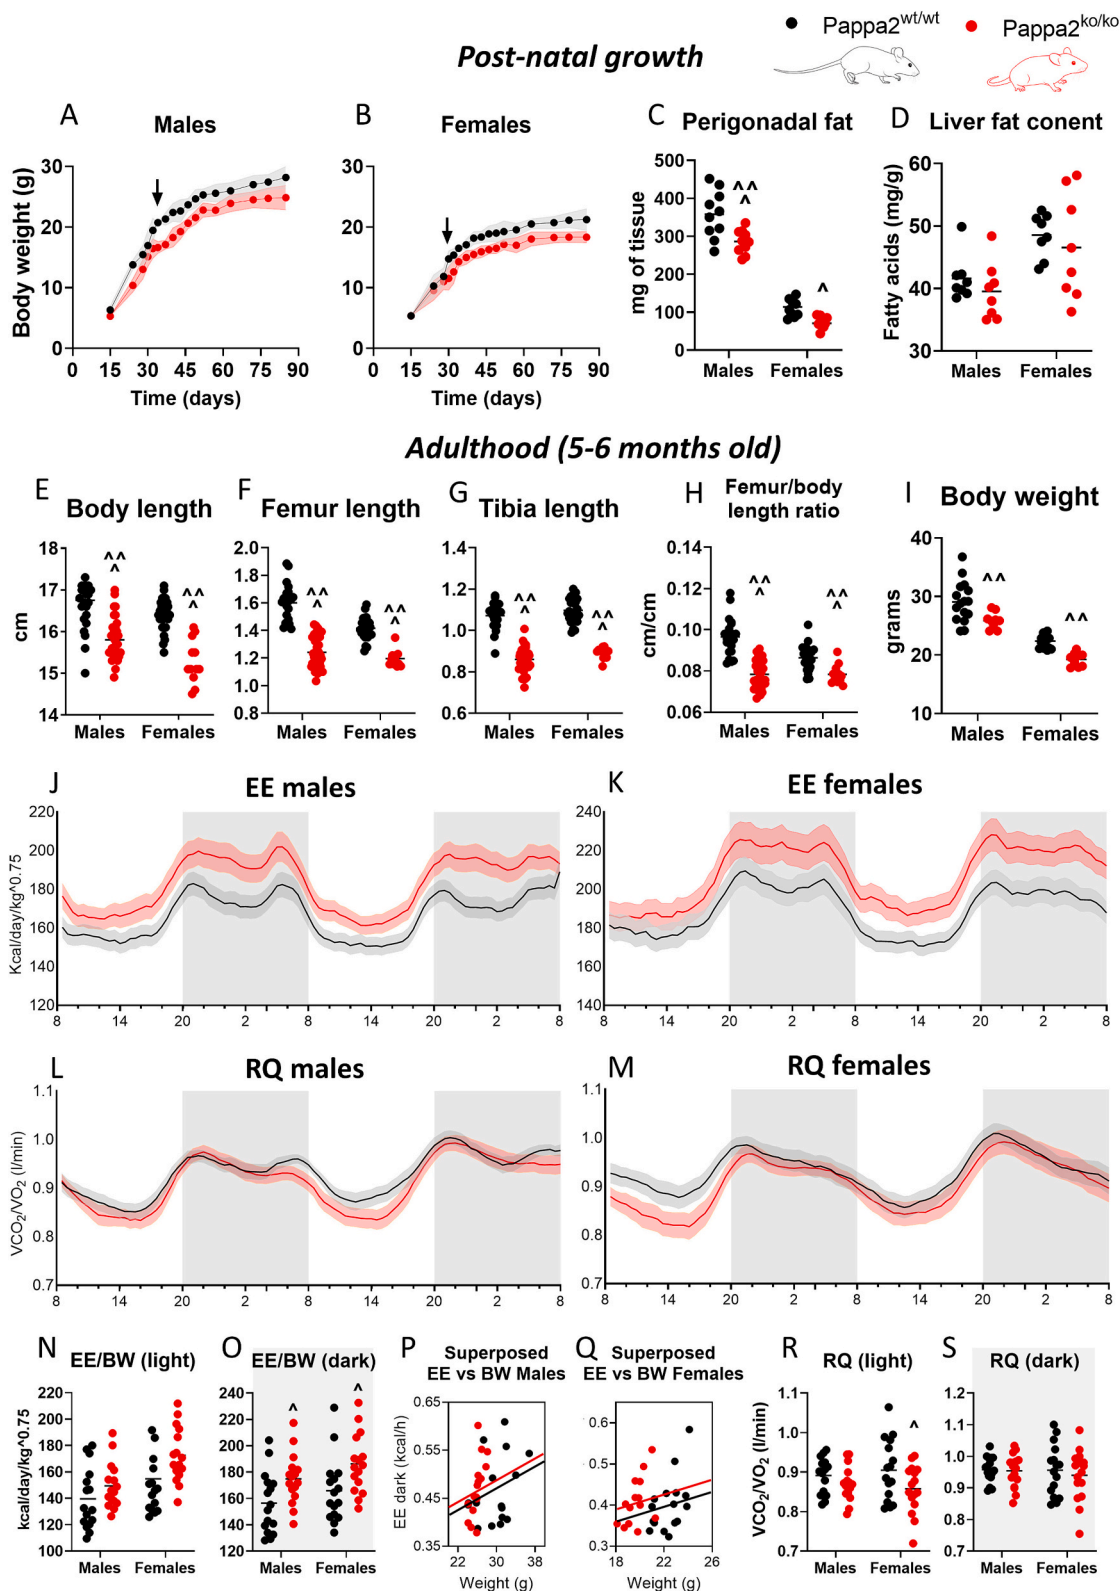 Pappa2wt/wt Pappa2ko/ko
Post-natal growth
A Males
B Females
C Perigonadal fat
D Liver fat conent
Body weight (g)
30
20
10
0
0 15 30 45 60 75 90
Time (days)
30
20
10
0
0 15 30 45 60 75 90
Time (days)
mg of tissue
500
400
300
200
100
0
^^
^
^
Males Females
Fatty acids (mg/g)
60
50
40
30
Males Females
Adulthood (5-6 months old)
E Body length
F Femur length
G Tibia length
H Femur/body
length ratio
I Body weight
cm
18
17
16
15
14
^^
^
^^
^
Males Females
2.0
1.8
1.6
1.4
1.2
1.0
0.8
^^
^
^^
^
Males Females
1.4
1.2
1.0
0.8
0.6
^^
^
^^
^
Males Females
cm/cm
0.14
0.12
0.10
0.08
0.06
^^
^
^^
^
Males Females
grams
40
30
20
10
^^
^^
Males Females
J EE males
K EE females
Kcal/day/kg^0.75
220
200
180
160
140
120
8 14 20 2 8 14 20 2 8
240
220
200
180
160
140
8 14 20 2 8 14 20 2 8
L RQ males
M RQ females
VCO2/VO2 (l/min)
1.1
1.0
0.9
0.8
0.7
8 14 20 2 8 14 20 2 8
1.1
1.0
0.9
0.8
0.7
8 14 20 2 8 14 20 2 8
N EE/BW (light)
O EE/BW (dark)
P Superposed
EE vs BW Males
Q Superposed
EE vs BW Females
R RQ (light)
S RQ (dark)
kcal/day/kg^0.75
220
200
180
160
140
120
100
Males Females
240
220
200
180
160
140
120
^
^
Males Females
EE dark (kcal/h)
0.65
0.55
0.45
0.35
22 26 30 34 38
Weight (g)
0.6
0.5
0.4
0.3
18 20 22 24 26
Weight (g)
VCO2/VO2 (l/min)
1.1
1.0
0.9
0.8
0.7
^
Males Females
1.2
1.1
1.0
0.9
0.8
0.7
Males Females